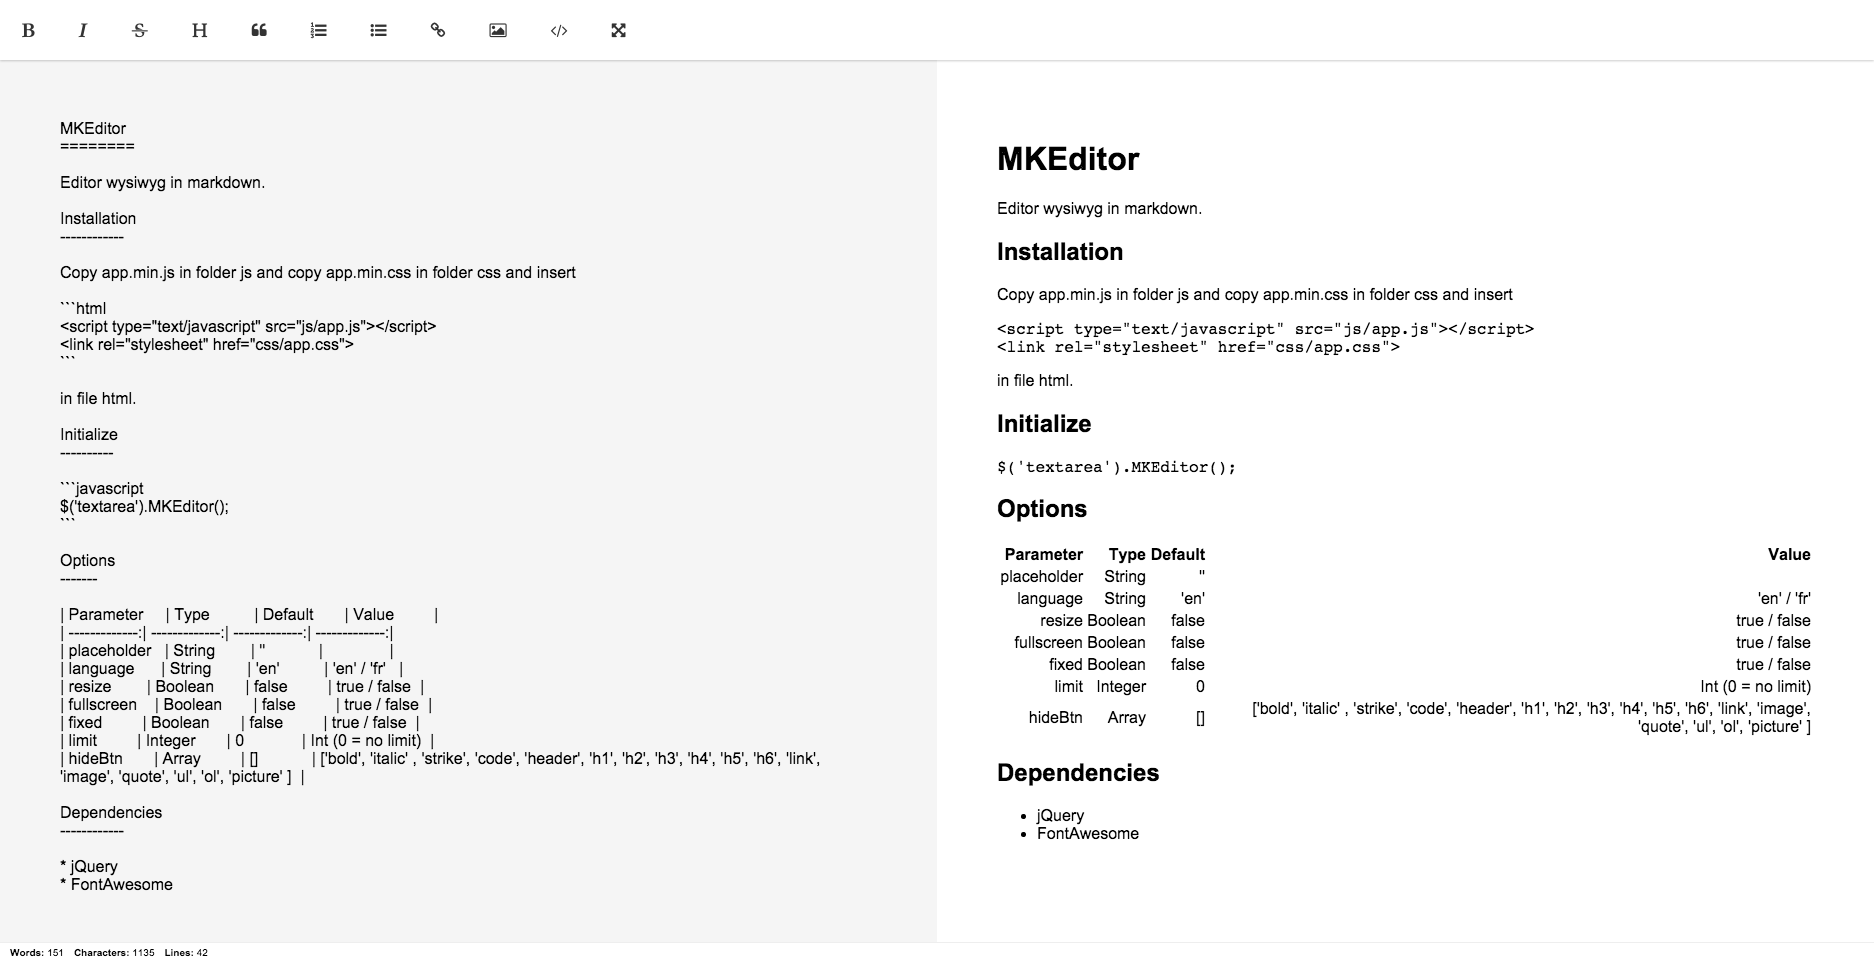 B I S H
MKEditor
========
Editor wysiwyg in markdown.
Installation
------------
Copy app.min.js in folder js and copy app.min.css in folder css and insert
```html
<script type="text/javascript" src="js/app.js"></script>
<link rel="stylesheet" href="css/app.css">
```
in file html.
Initialize
----------
```javascript
$('textarea').MKEditor();
```
Options
-------
| Parameter | Type | Default | Value |
| -------------:| -------------:| -------------:| -------------:|
| placeholder | String | '' | |
| language | String | 'en' | 'en' / 'fr' |
| resize | Boolean | false | true / false |
| fullscreen | Boolean | false | true / false |
| fixed | Boolean | false | true / false |
| limit | Integer | 0 | Int (0 = no limit) |
| hideBtn | Array | [] | ['bold', 'italic' , 'strike', 'code', 'header', 'h1', 'h2', 'h3', 'h4', 'h5', 'h6', 'link',
'image', 'quote', 'ul', 'ol', 'picture' ] |
Dependencies
------------
* jQuery
* FontAwesome
MKEditor
Editor wysiwyg in markdown.
Installation
Copy app.min.js in folder js and copy app.min.css in folder css and insert
<script type="text/javascript" src="js/app.js"></script>
<link rel="stylesheet" href="css/app.css">
in file html.
Initialize
$('textarea').MKEditor();
Options
Parameter Type Default Value
placeholder String ''
language String 'en' 'en' / 'fr'
resize Boolean false true / false
fullscreen Boolean false true / false
fixed Boolean false true / false
limit Integer 0 Int (0 = no limit)
hideBtn Array [] ['bold', 'italic' , 'strike', 'code', 'header', 'h1', 'h2', 'h3', 'h4', 'h5', 'h6', 'link', 'image',
'quote', 'ul', 'ol', 'picture' ]
Dependencies
• jQuery
• FontAwesome
Words: 151 Characters: 1135 Lines: 42